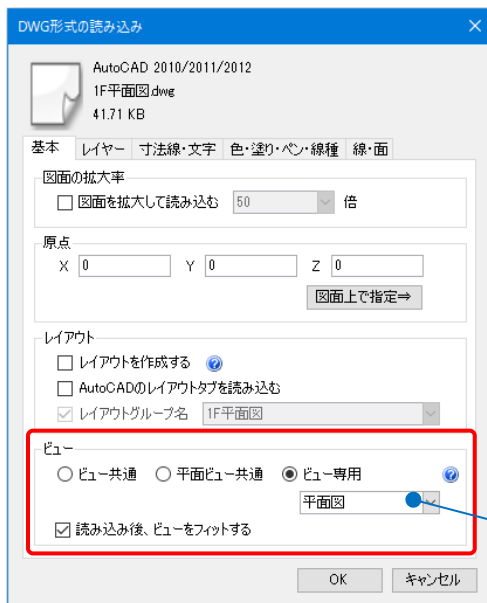 DWG形式の読み込み
AutoCAD 2010/2011/2012
1F平面図.dwg
41.71 KB
基本 レイヤー 寸法線・文字 色・塗り・ペン・線種 線・面
図面の拡大率
図面を拡大して読み込む 50 倍
原点
X 0 Y 0 Z 0
図面上で指定⇒
レイアウト
レイアウトを作成する
AutoCADのレイアウトタブを読み込む
レイアウトグループ名 1F平面図
ビュー
ビュー共通 平面ビュー共通 ビュー専用
平面図
読み込み後、ビューをフィットする
OK キャンセル